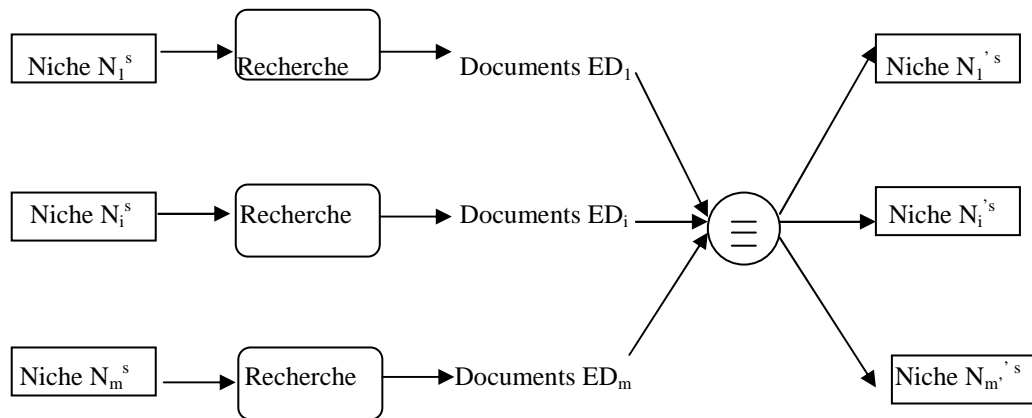 Niche N₁ˢ Recherche Documents ED₁ Niche N₁’ˢ
Niche Nᵢˢ Recherche Documents EDᵢ Niche Nᵢ’ˢ
Niche Nₘˢ Recherche Documents EDₘ Niche Nₘ’’ˢ